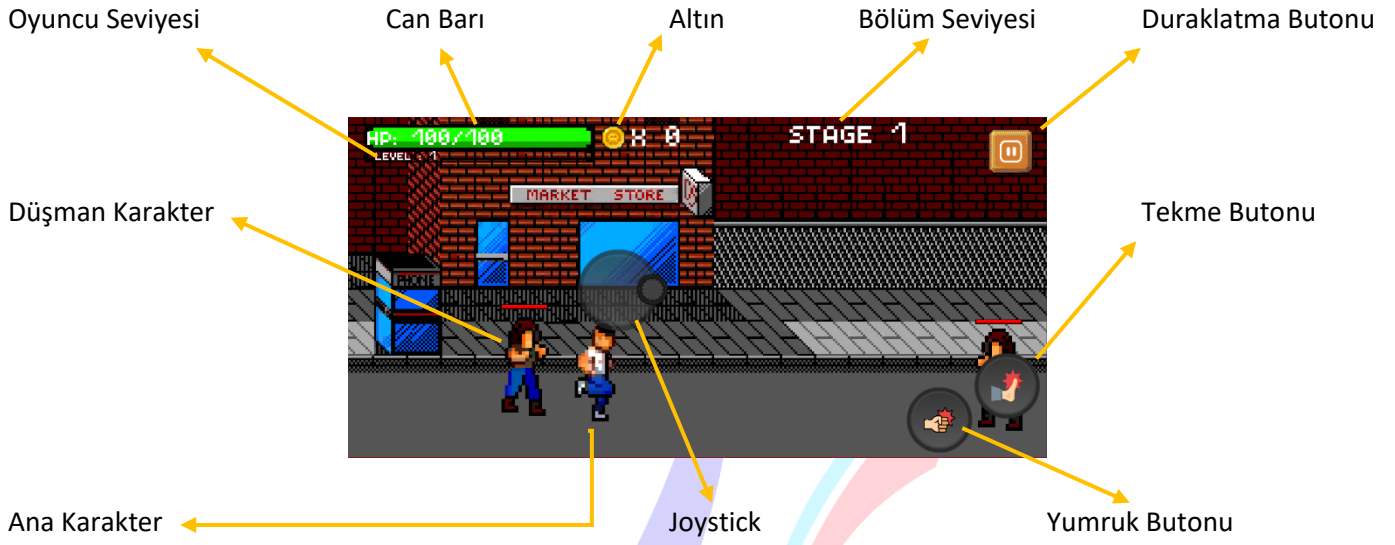 Oyuncu Seviyesi
Can Barı
Altın
Bölüm Seviyesi
Duraklatma Butonu
HP: 100/100
X 0
STAGE 1
LEVEL : 1
MARKET STORE
Düşman Karakter
Tekme Butonu
PHONE
Ana Karakter
Joystick
Yumruk Butonu